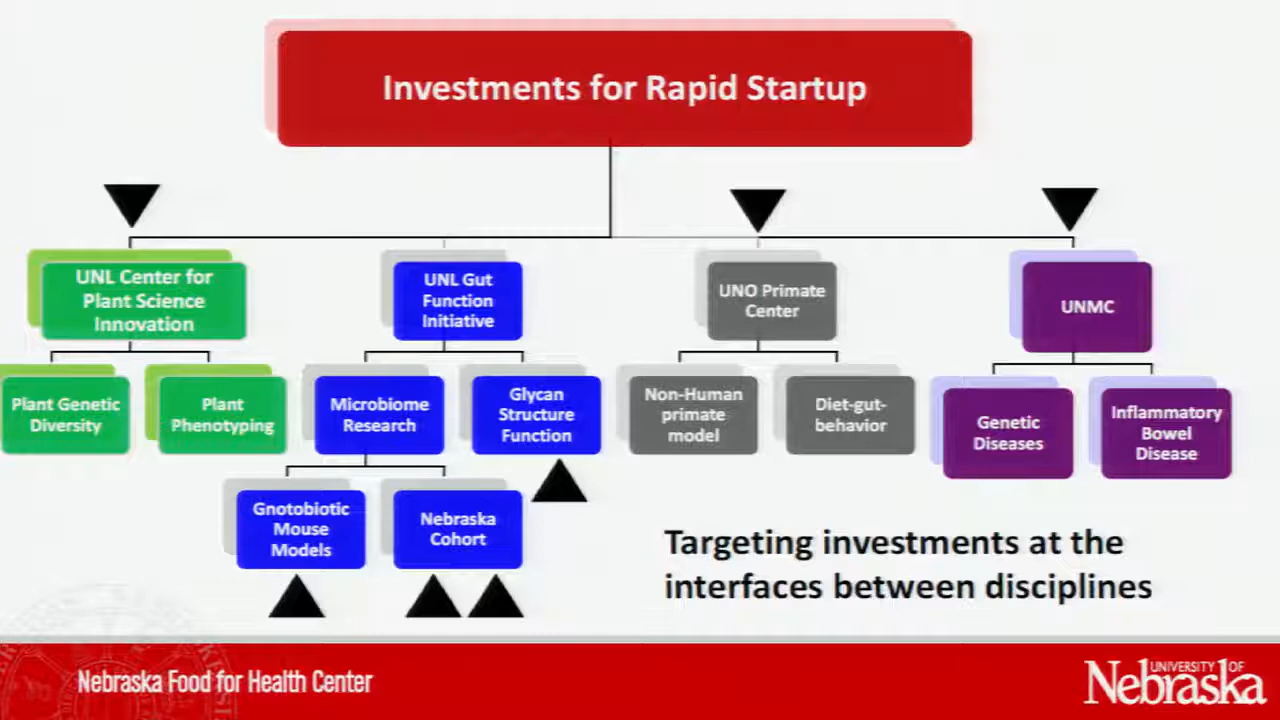 Investments for Rapid Startup
UNL Center for
Plant Science
Innovation
UNL Gut
Function
Initiative
UNO Primate
Center
UNMC
Plant Genetic
Diversity
Plant
Phenotyping
Microbiome
Research
Glycan
Structure
Function
Non-Human
primate
model
Diet-gut-
behavior
Genetic
Diseases
Inflammatory
Bowel
Disease
Gnotobiotic
Mouse
Models
Nebraska
Cohort
Targeting investments at the
interfaces between disciplines
Nebraska Food for Health Center
UNIVERSITY OF
Nebraska